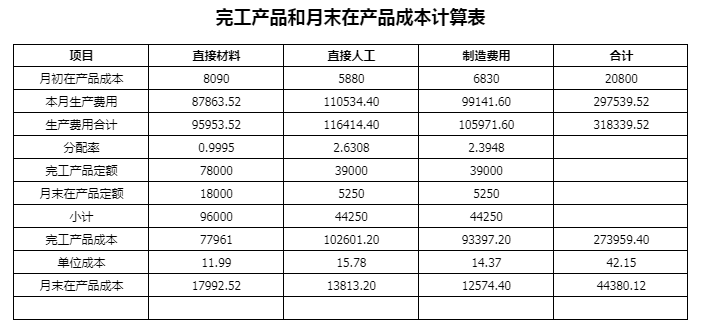 完工产品和月末在产品成本计算表
项目 直接材料 直接人工 制造费用 合计
月初在产品成本 8090 5880 6830 20800
本月生产费用 87863.52 110534.40 99141.60 297539.52
生产费用合计 95953.52 116414.40 105971.60 318339.52
分配率 0.9995 2.6308 2.3948
完工产品定额 78000 39000 39000
月末在产品定额 18000 5250 5250
小计 96000 44250 44250
完工产品成本 77961 102601.20 93397.20 273959.40
单位成本 11.99 15.78 14.37 42.15
月末在产品成本 17992.52 13813.20 12574.40 44380.12